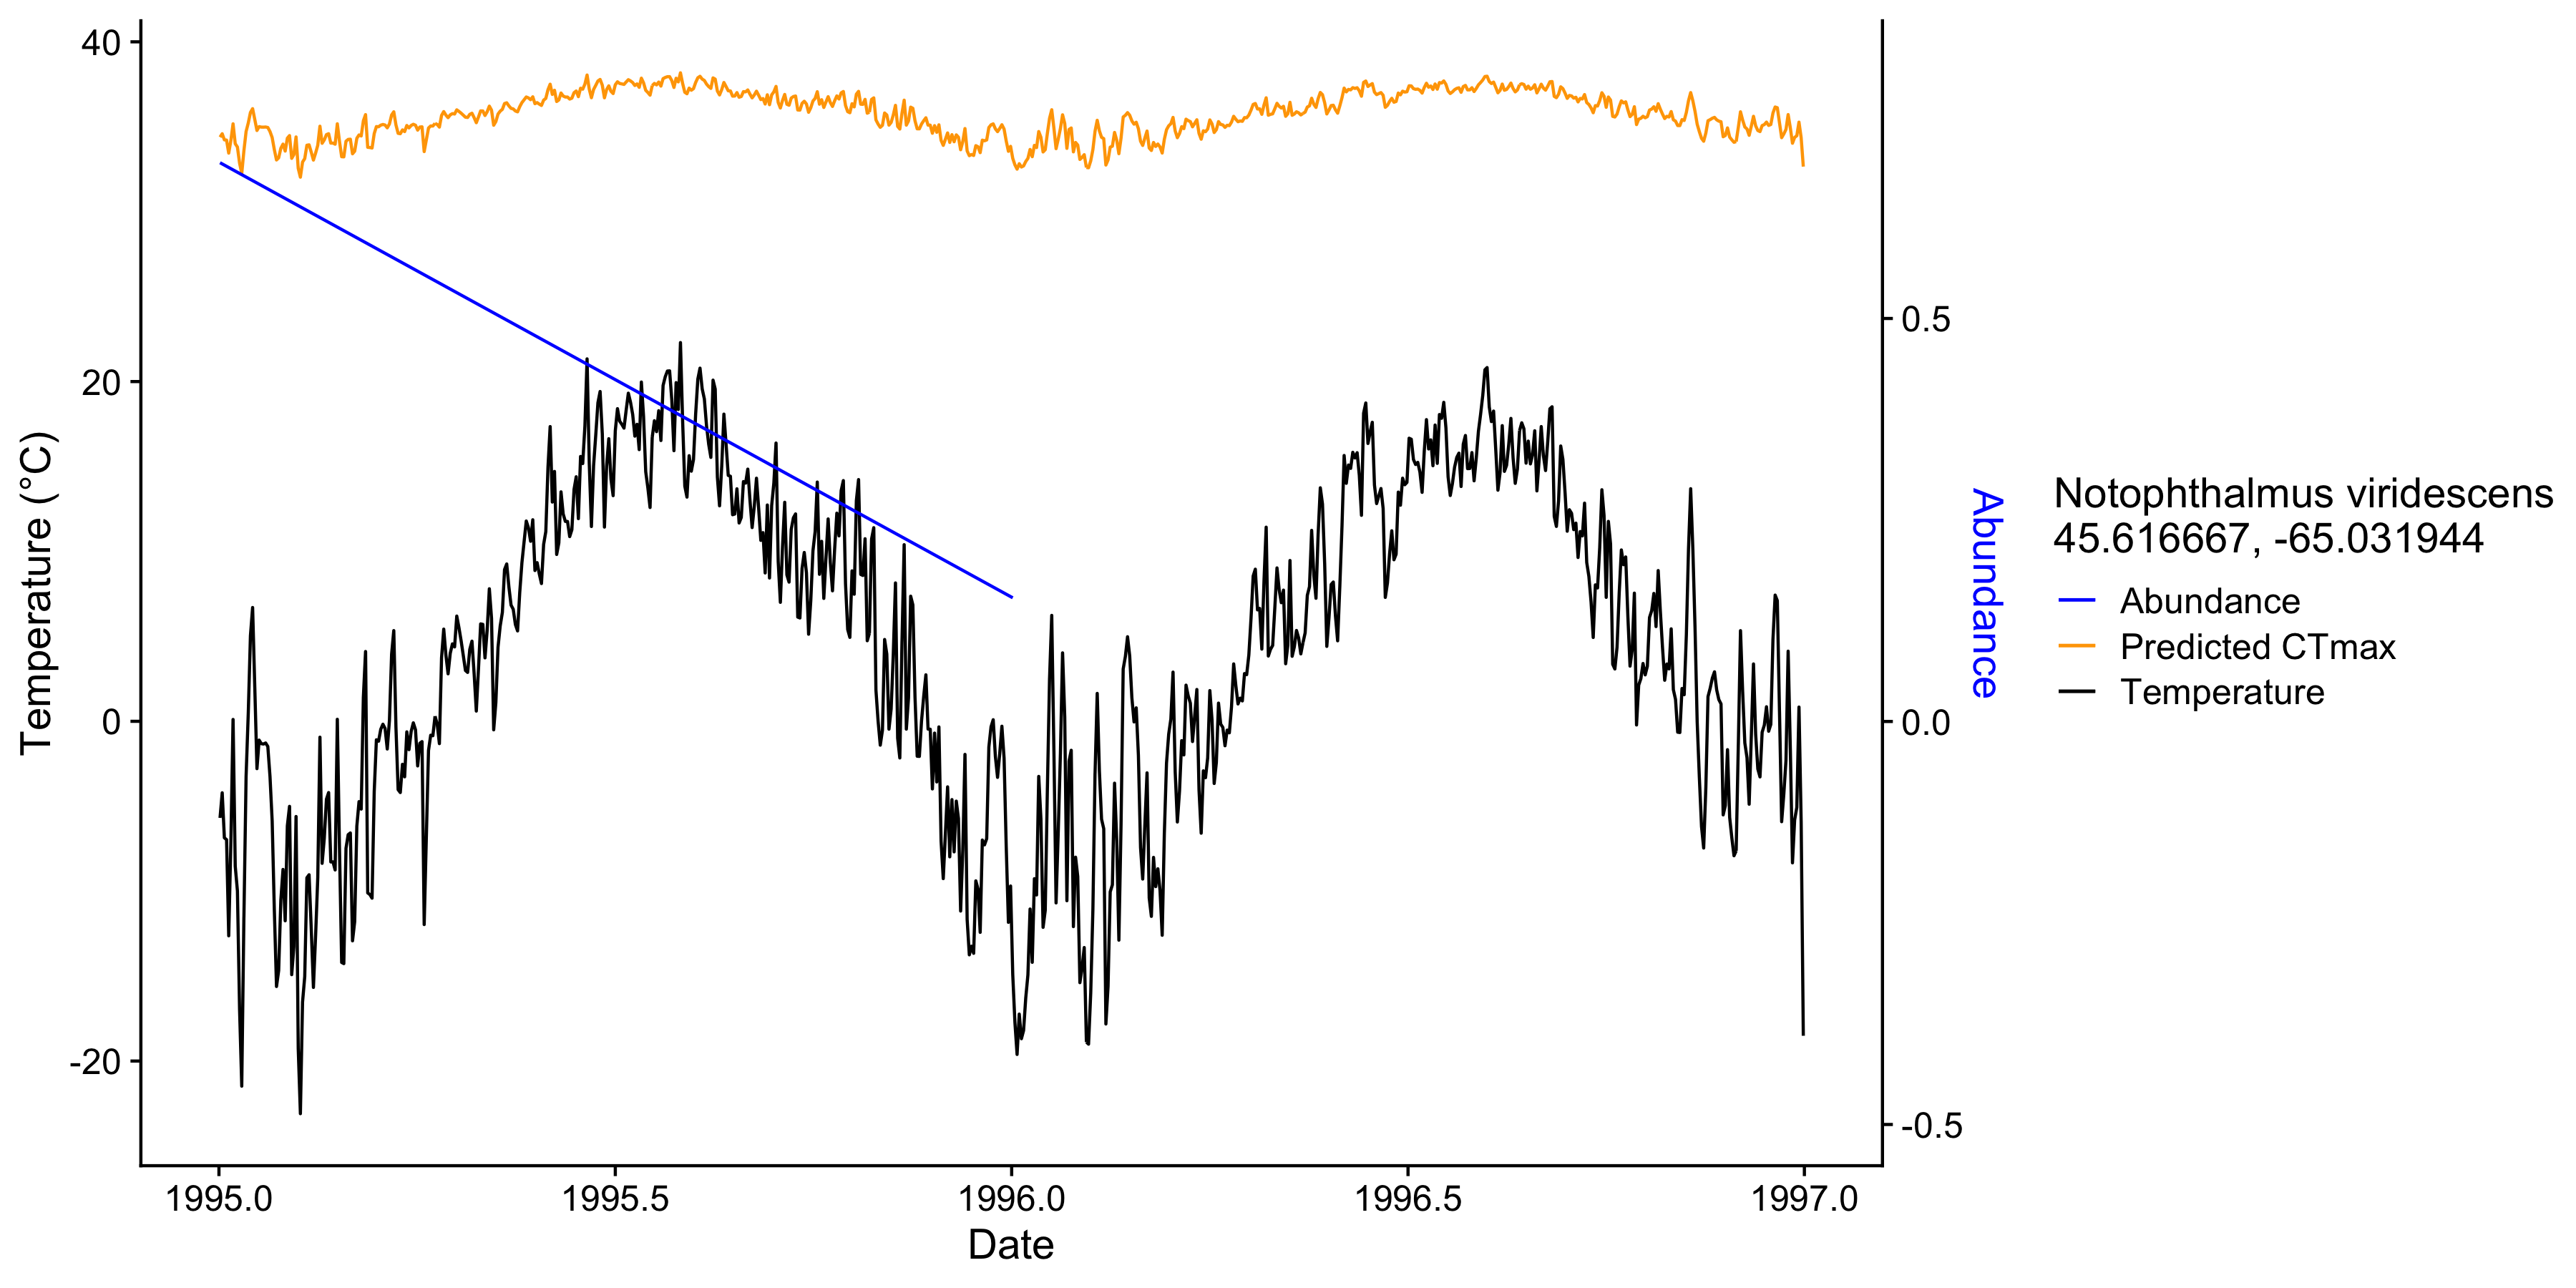 40
20
0
-20
Temperature (°C)
1995.0
1995.5
1996.0
1996.5
1997.0
Date
0.5
0.0
-0.5
Abundance
Notophthalmus viridescens
45.616667, -65.031944
Abundance
Predicted CTmax
Temperature